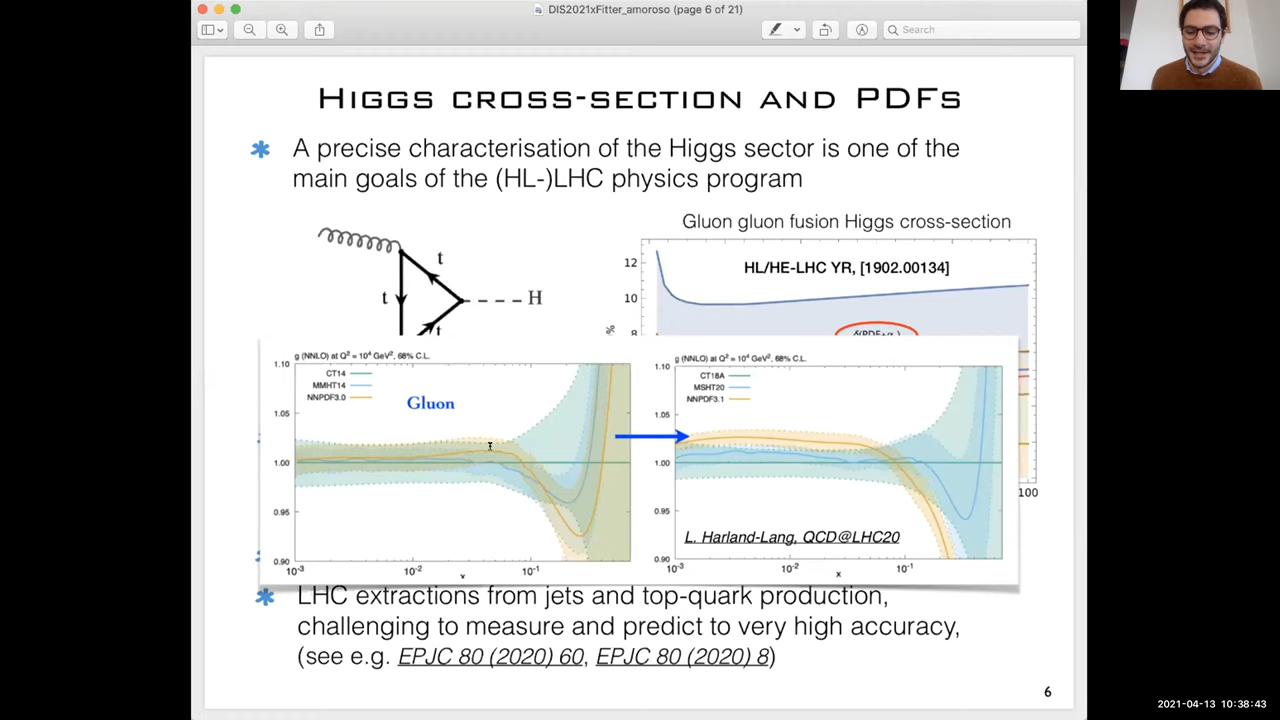 DIS2021xFitter_amoroso (page 6 of 21)
Search
Higgs cross-section and PDFs
A precise characterisation of the Higgs sector is one of the
main goals of the (HL-)LHC physics program
Gluon gluon fusion Higgs cross-section
t
t
H
t
12
10
8
%
HL/HE-LHC YR, [1902.00134]
100
g (NNLO) at Q² = 10⁴ GeV², 68% C.L.
1.10
1.05
1.00
0.95
0.90
CT14
MMHT14
NNPDF3.0
Gluon
10⁻³
10⁻²
10⁻¹
x
g (NNLO) at Q² = 10⁴ GeV², 68% C.L.
1.10
1.05
1.00
0.95
0.90
CT18A
MSHT20
NNPDF3.1
L. Harland-Lang, QCD@LHC20
10⁻³
10⁻²
10⁻¹
x
LHC extractions from jets and top-quark production,
challenging to measure and predict to very high accuracy,
(see e.g. EPJC 80 (2020) 60, EPJC 80 (2020) 8)
6
2021-04-13 10:38:43